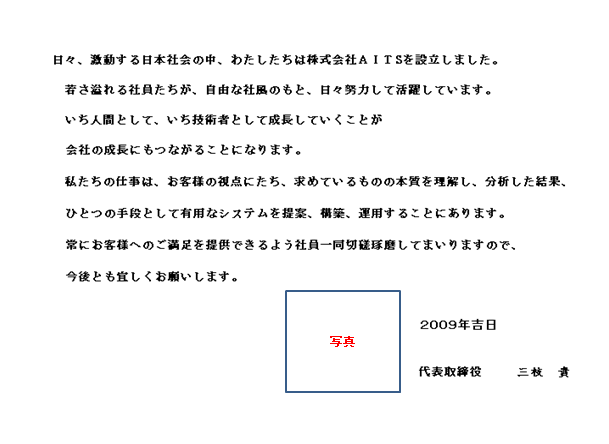 日々、激動する日本社会の中、わたしたちは株式会社ＡＩＴSを設立しました。
若さ溢れる社員たちが、自由な社風のもと、日々努力して活躍しています。
いち人間として、いち技術者として成長していくことが
会社の成長にもつながることになります。
私たちの仕事は、お客様の視点にたち、求めているものの本質を理解し、分析した結果、
ひとつの手段として有用なシステムを提案、構築、運用することにあります。
常にお客様へのご満足を提供できるよう社員一同切磋琢磨してまいりますので、
今後とも宜しくお願いします。
写真
２００９年吉日
代表取締役　三枝　貴